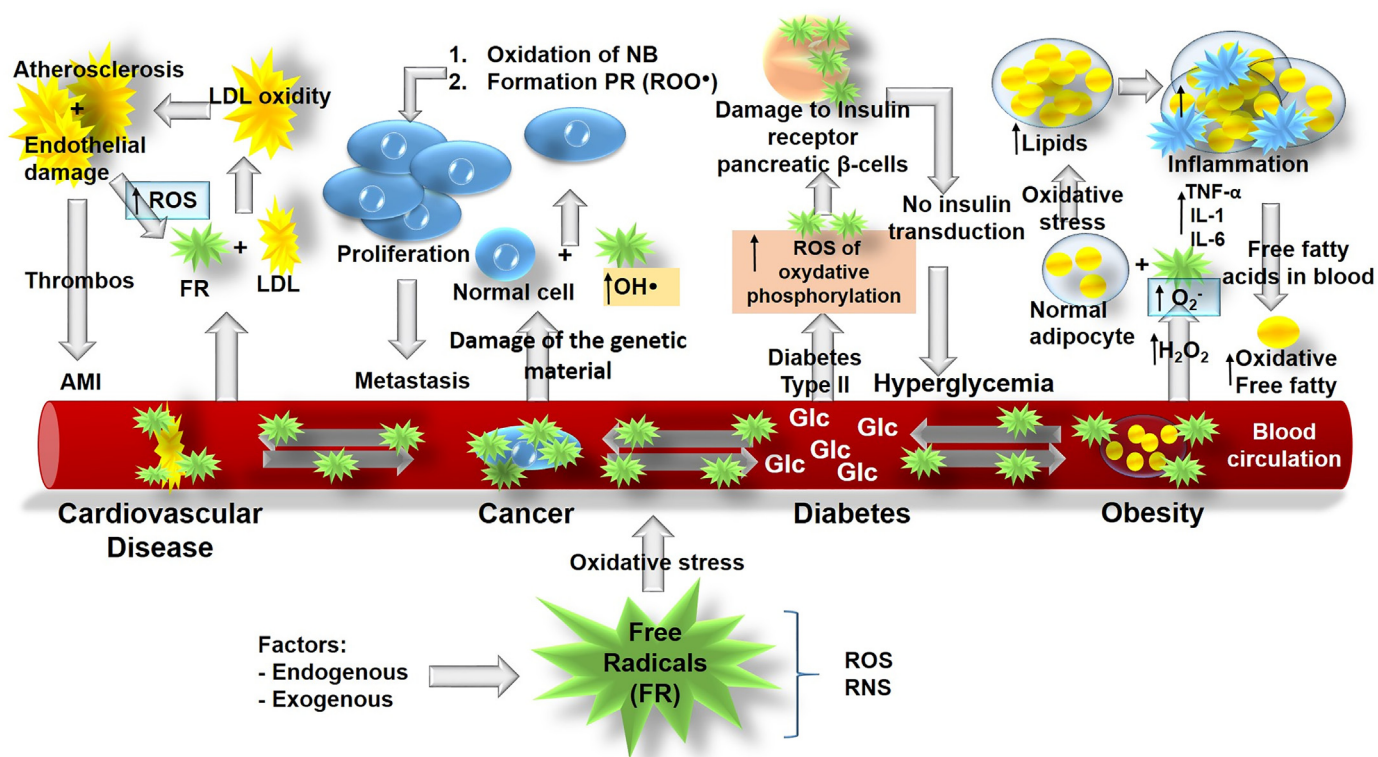 Atherosclerosis
+
Endothelial
damage
LDL oxidity
↑ ROS
FR
+
LDL
Thrombos
AMI
1. Oxidation of NB
2. Formation PR (ROO•)
Proliferation
Normal cell
+
↑OH•
Damage of the genetic
material
Metastasis
Damage to Insulin
receptor
pancreatic β-cells
↑ ROS of
oxydative
phosphorylation
No insulin
transduction
Diabetes
Type II
Hyperglycemia
↑Lipids
Oxidative
stress
Normal
adipocyte
+
↑
Inflammation
↑TNF-α
IL-1
IL-6
↑ O₂⁻
↑H₂O₂
Free fatty
acids in blood
↑Oxidative
Free fatty
Glc
Glc
Glc
Glc
Glc
Blood
circulation
Cardiovascular
Disease
Cancer
Diabetes
Obesity
Oxidative stress
Factors:
- Endogenous
- Exogenous
Free
Radicals
(FR)
ROS
RNS